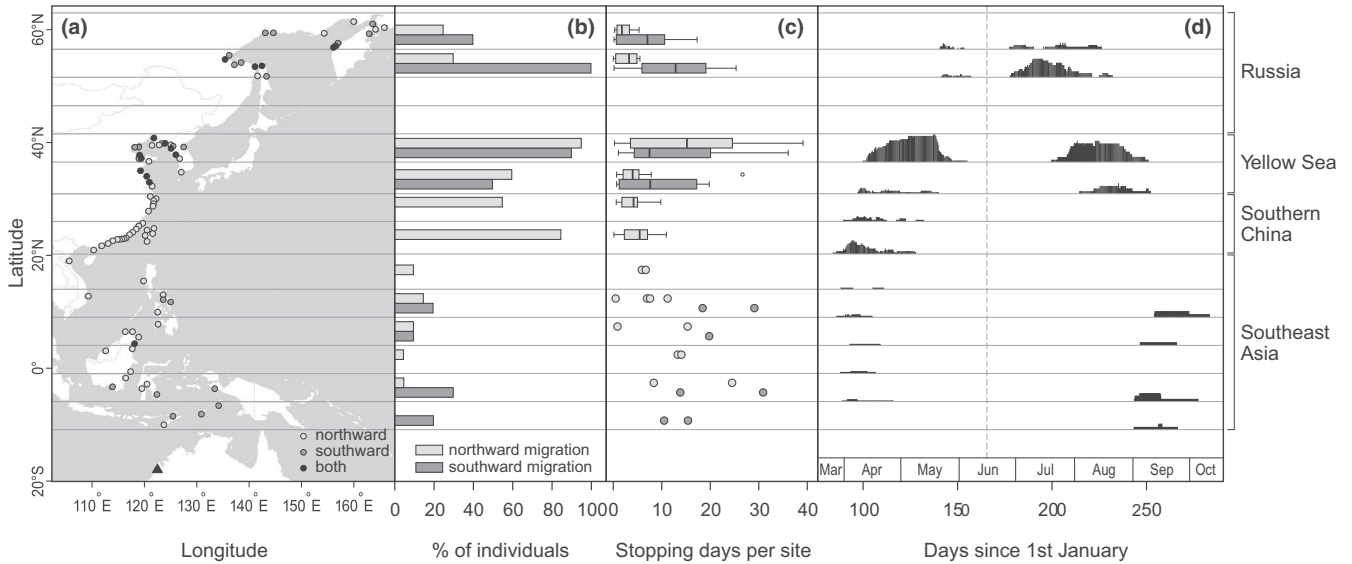 (a)
(b)
(c)
(d)
60°N
40°N
20°N
0°
20°S
Latitude
110°E
120°E
130°E
140°E
150°E
160°E
Longitude
northward
southward
both
0
20
40
60
80
100
% of individuals
northward migration
southward migration
0
10
20
30
40
Stopping days per site
Mar
Apr
May
Jun
Jul
Aug
Sep
Oct
100
150
200
250
Days since 1st January
Russia
Yellow Sea
Southern
China
Southeast
Asia